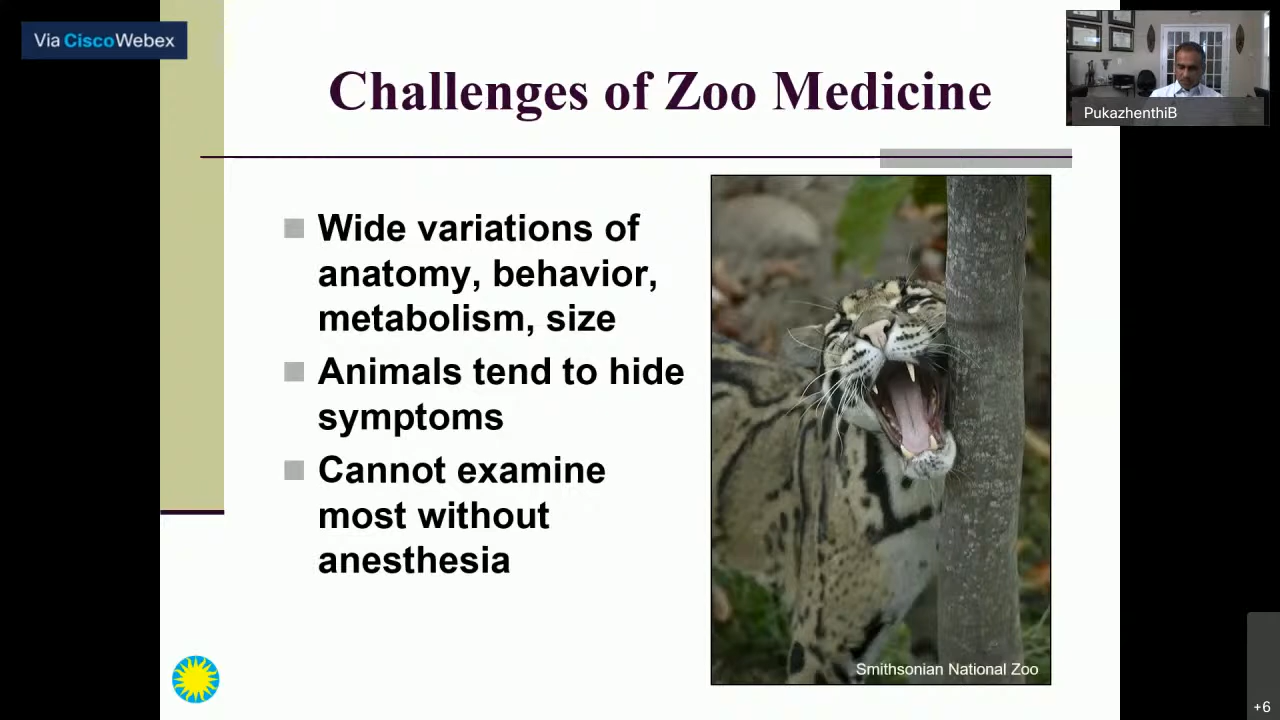 Via CiscoWebex
Challenges of Zoo Medicine
PukazhenthiB
Wide variations of
anatomy, behavior,
metabolism, size
Animals tend to hide
symptoms
Cannot examine
most without
anesthesia
Smithsonian National Zoo
+6